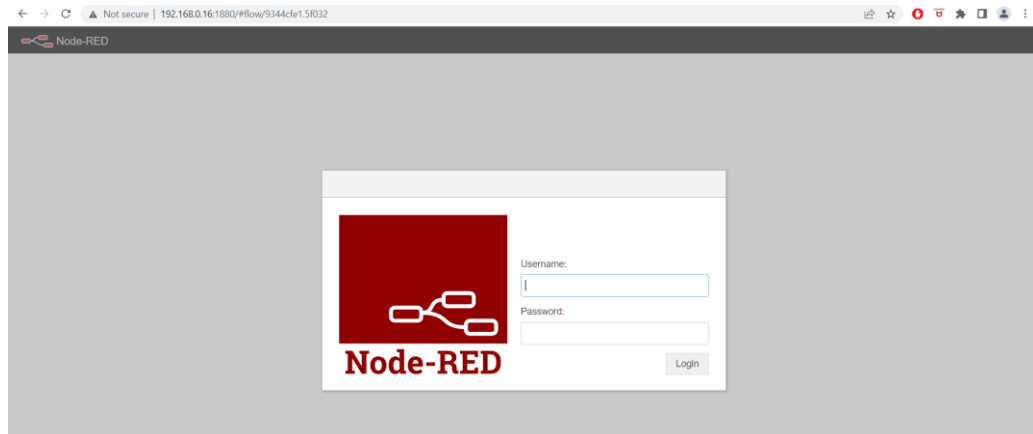 Not secure | 192.168.0.16:1880/#flow/9344cfe1.5f032
Node-RED
Username:
Password:
Node-RED
Login